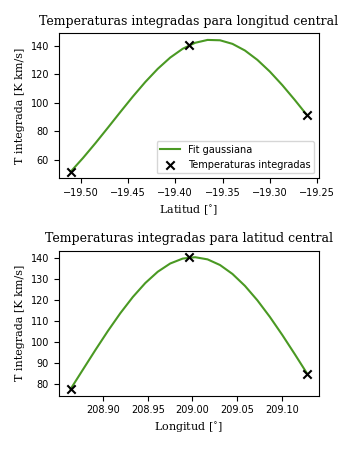 Temperaturas integradas para longitud central
T integrada [K km/s]
140
120
100
80
60
Fit gaussiana
Temperaturas integradas
−19.50
−19.45
−19.40
−19.35
−19.30
−19.25
Latitud [°]
Temperaturas integradas para latitud central
T integrada [K km/s]
140
130
120
110
100
90
80
208.90
208.95
209.00
209.05
209.10
Longitud [°]